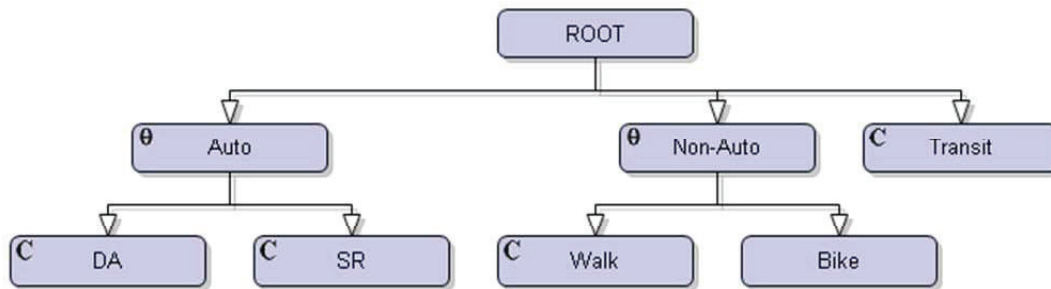 ROOT
θ Auto
θ Non-Auto
C Transit
C DA
C SR
C Walk
Bike